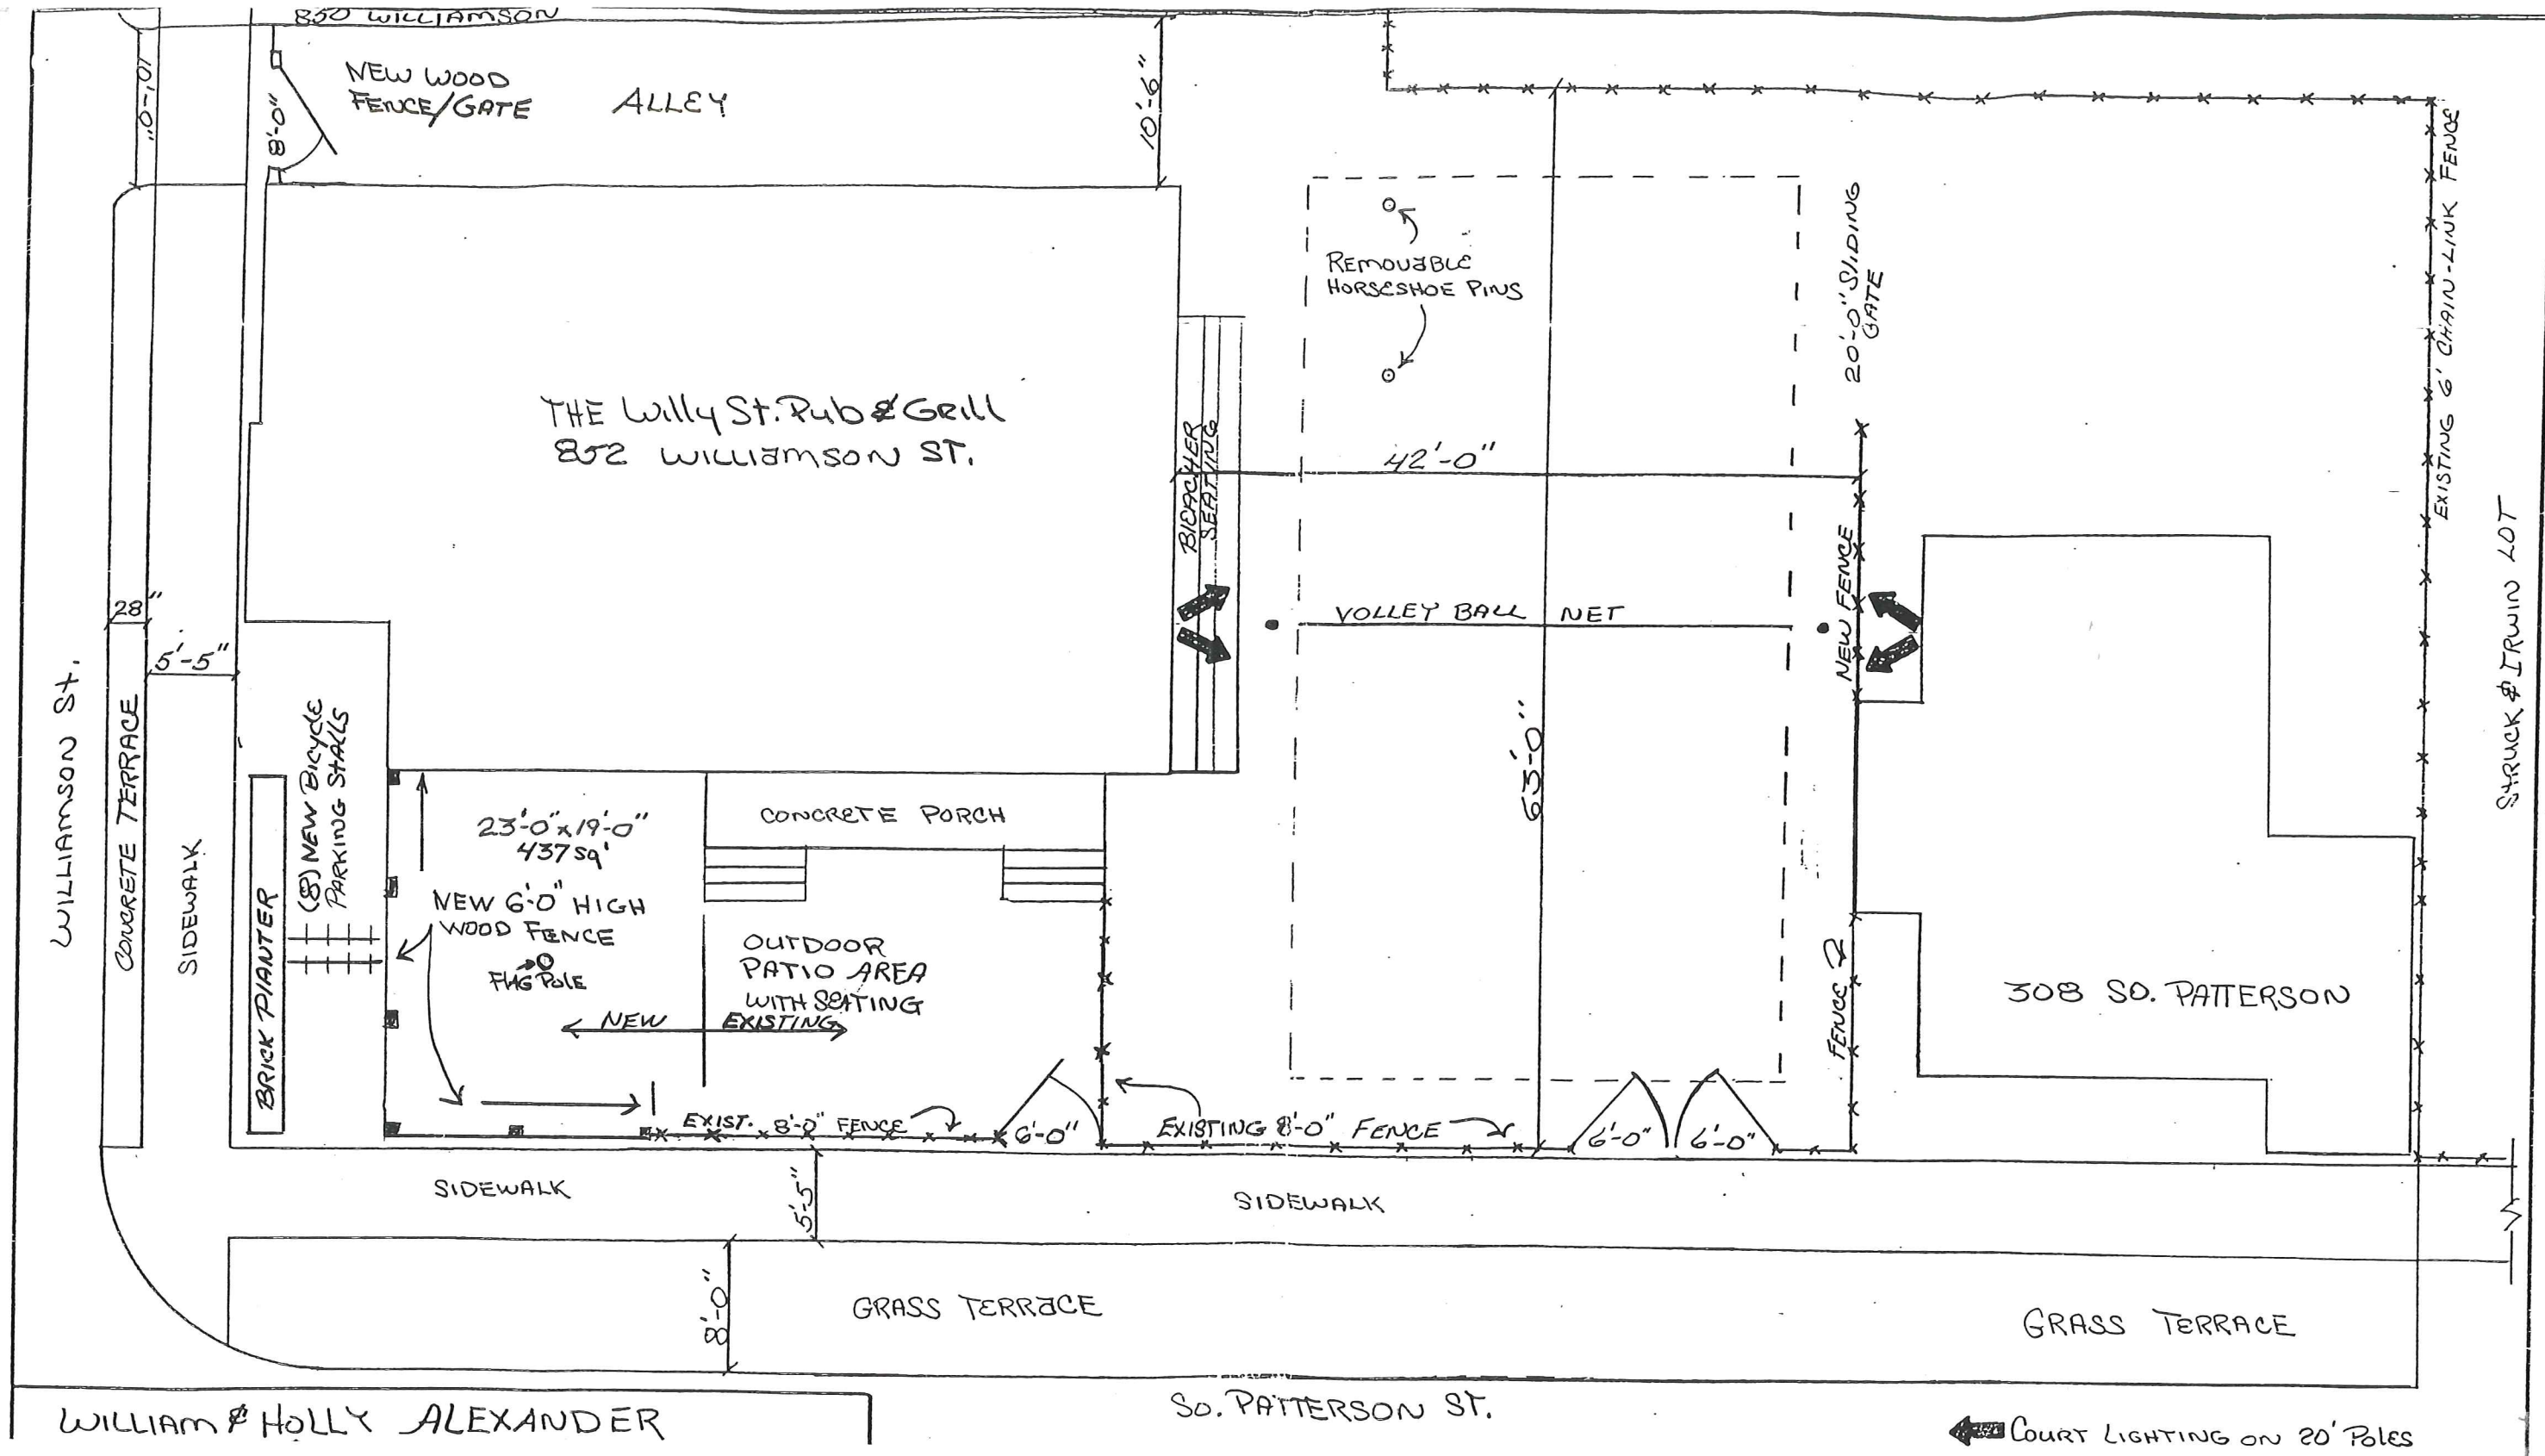 850 WILLIAMSON
10'-0"
8'-0"
NEW WOOD
FENCE/GATE
ALLEY
10'-6"
REMOVABLE
HORSESHOE PINS
20'-0" SLIDING
GATE
EXISTING 6' CHAIN-LINK FENCE
THE Willy St. Pub & GRill
852 WILLIAMSON ST.
BLEACHER
SEATING
42'-0"
VOLLEY BALL NET
NEW FENCE
STRUCK & IRWIN LOT
28"
5'-5"
WILLIAMSON St.
CONCRETE TERRACE
SIDEWALK
BRICK PLANTER
(8) NEW Bicycle
PARKING STALLS
23'-0" x 19'-0"
437 sq'
CONCRETE PORCH
63'-0"
NEW 6'-0" HIGH
WOOD FENCE
FLAG POLE
OUTDOOR
PATIO AREA
WITH SEATING
NEW
EXISTING
FENCE
308 SO. PATTERSON
EXIST. 8'-0" FENCE
6'-0"
EXISTING 8'-0" FENCE
6'-0"
6'-0"
SIDEWALK
5'-5"
SIDEWALK
8'-0"
GRASS TERRACE
GRASS TERRACE
So. PATTERSON ST.
WILLIAM & HOLLY ALEXANDER
COURT LIGHTING ON 20' POLES